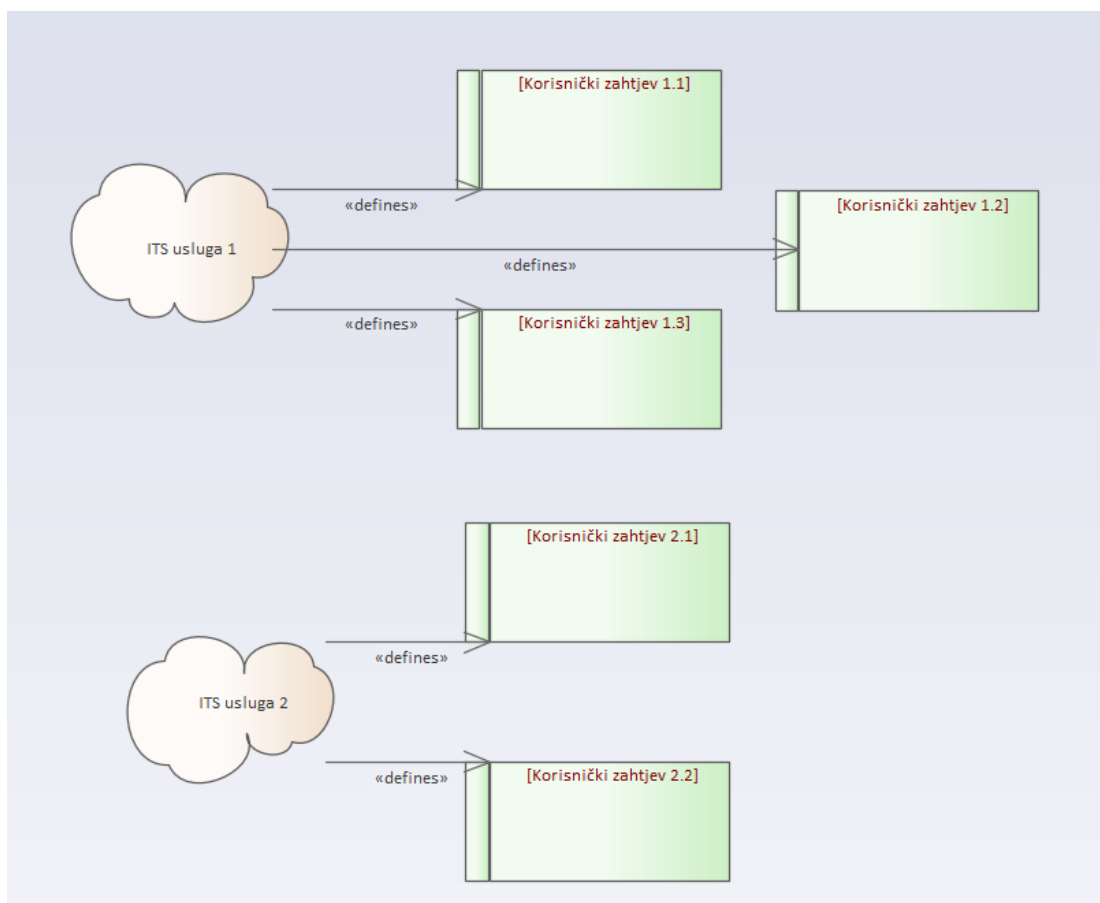 [Korisnički zahtjev 1.1]
«defines»
[Korisnički zahtjev 1.2]
ITS usluga 1
«defines»
«defines»
[Korisnički zahtjev 1.3]
[Korisnički zahtjev 2.1]
«defines»
ITS usluga 2
«defines»
[Korisnički zahtjev 2.2]